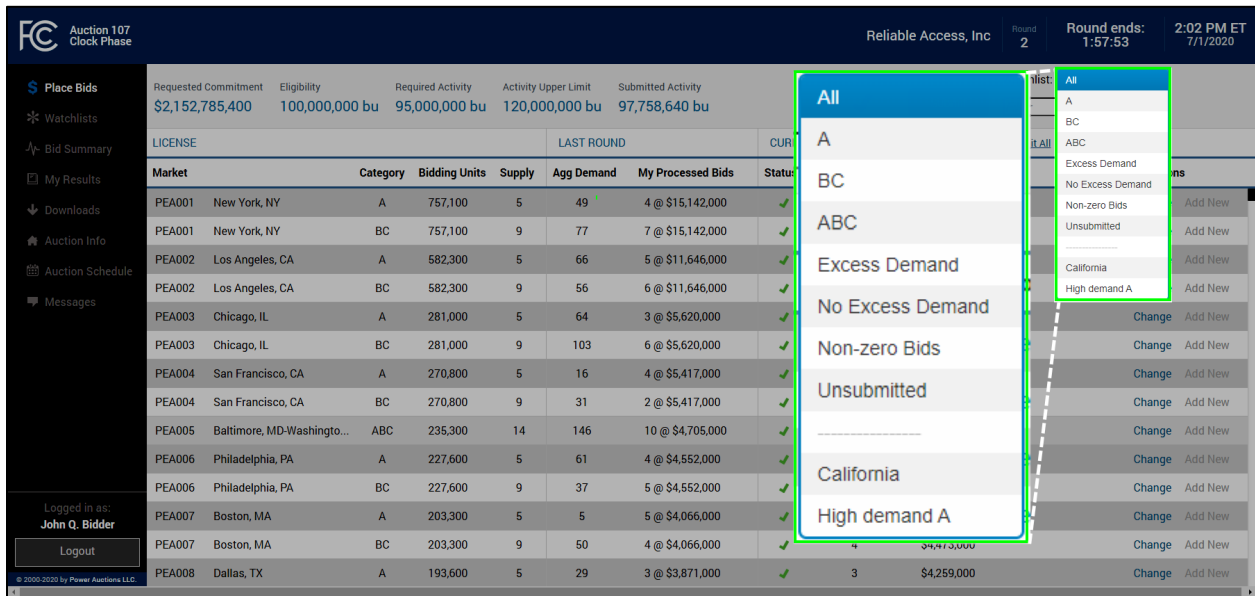 FCC Auction 107 Clock Phase
Reliable Access, Inc
Round 2
Round ends: 1:57:53
2:02 PM ET 7/1/2020
$ Place Bids
Watchlists
Bid Summary
My Results
Downloads
Auction Info
Auction Schedule
Messages
Logged in as:
John Q. Bidder
Logout
© 2000-2020 by Power Auctions LLC.
Requested Commitment Eligibility Required Activity Activity Upper Limit Submitted Activity
$2,152,785,400 100,000,000 bu 95,000,000 bu 120,000,000 bu 97,758,640 bu
LICENSE LAST ROUND
Market Category Bidding Units Supply Agg Demand My Processed Bids Status
PEA001 New York, NY A 757,100 5 49 4 @ $15,142,000 Add New
PEA001 New York, NY BC 757,100 9 77 7 @ $15,142,000 Add New
PEA002 Los Angeles, CA A 582,300 5 66 5 @ $11,646,000 Add New
PEA002 Los Angeles, CA BC 582,300 9 56 6 @ $11,646,000 Add New
PEA003 Chicago, IL A 281,000 5 64 3 @ $5,620,000 Change Add New
PEA003 Chicago, IL BC 281,000 9 103 6 @ $5,620,000 Change Add New
PEA004 San Francisco, CA A 270,800 5 16 4 @ $5,417,000 Change Add New
PEA004 San Francisco, CA BC 270,800 9 31 2 @ $5,417,000 Change Add New
PEA005 Baltimore, MD-Washingto... ABC 235,300 14 146 10 @ $4,705,000 Change Add New
PEA006 Philadelphia, PA A 227,600 5 61 4 @ $4,552,000 Change Add New
PEA006 Philadelphia, PA BC 227,600 9 37 5 @ $4,552,000 Change Add New
PEA007 Boston, MA A 203,300 5 5 5 @ $4,066,000 Change Add New
PEA007 Boston, MA BC 203,300 9 50 4 @ $4,066,000 4 $4,473,000 Change Add New
PEA008 Dallas, TX A 193,600 5 29 3 @ $3,871,000 3 $4,259,000 Change Add New
All
A
BC
ABC
Excess Demand
No Excess Demand
Non-zero Bids
Unsubmitted
----------------
California
High demand A
All
A
BC
ABC
Excess Demand
No Excess Demand
Non-zero Bids
Unsubmitted
----------------
California
High demand A